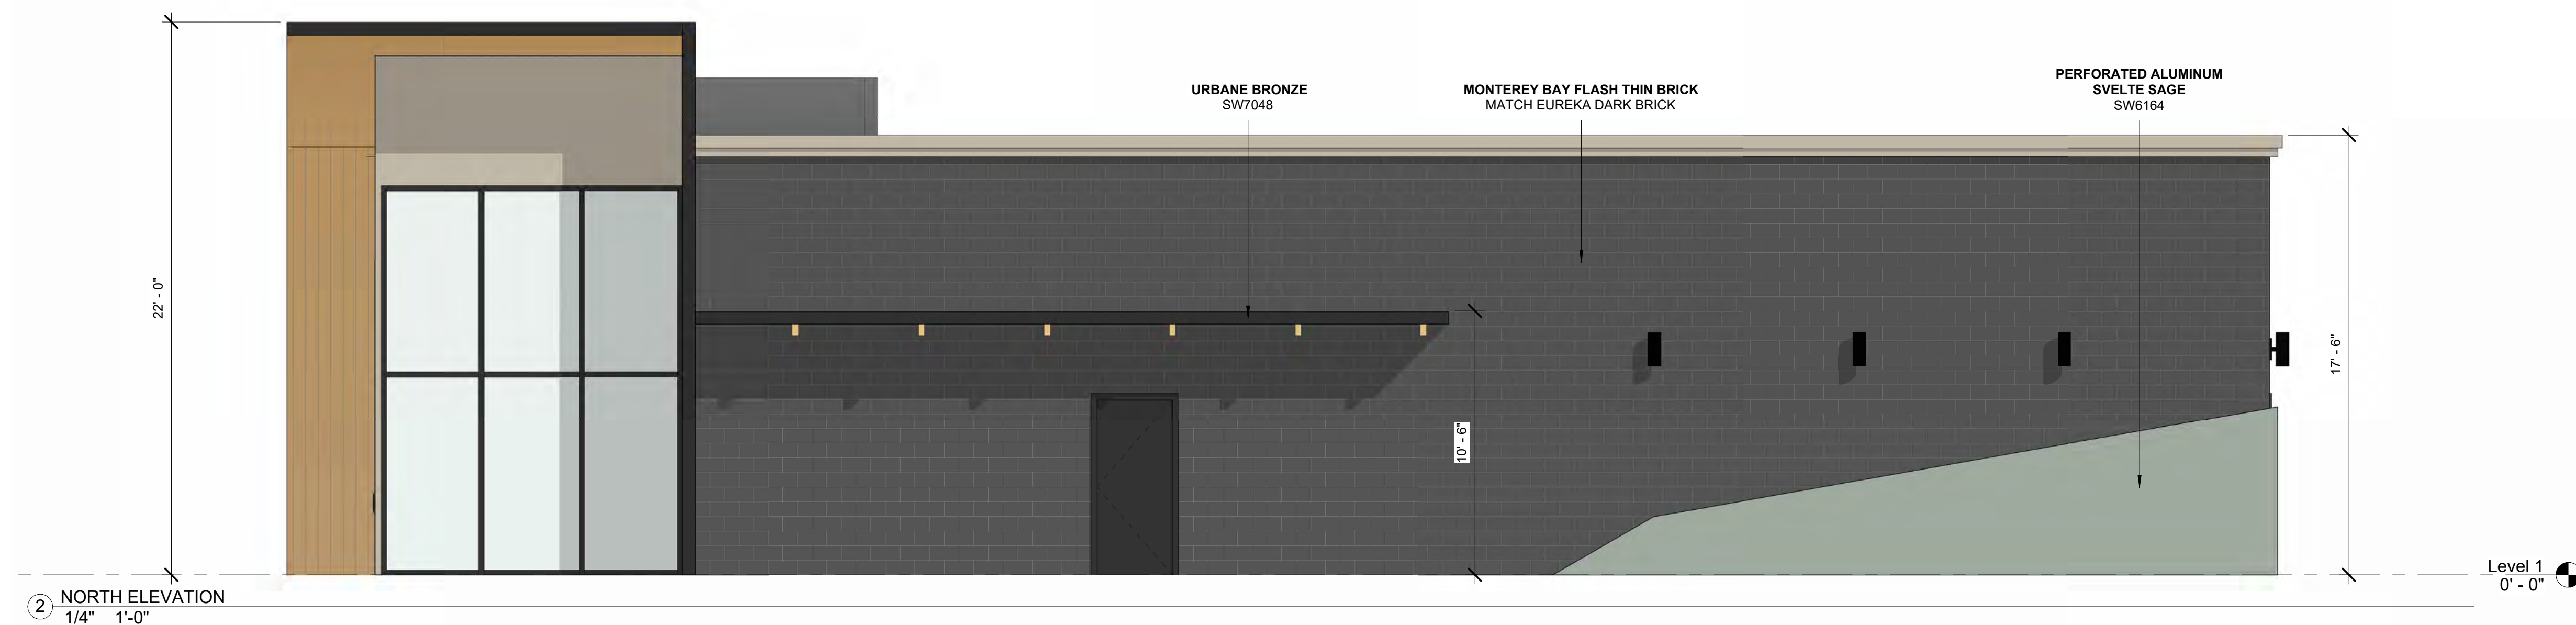 URBANE BRONZE
SW7048
MONTEREY BAY FLASH THIN BRICK
MATCH EUREKA DARK BRICK
PERFORATED ALUMINUM
SVELTE SAGE
SW6164
22' - 0"
10' - 6"
17' - 6"
Level 1
0' - 0"
2
NORTH ELEVATION
1/4" 1'-0"